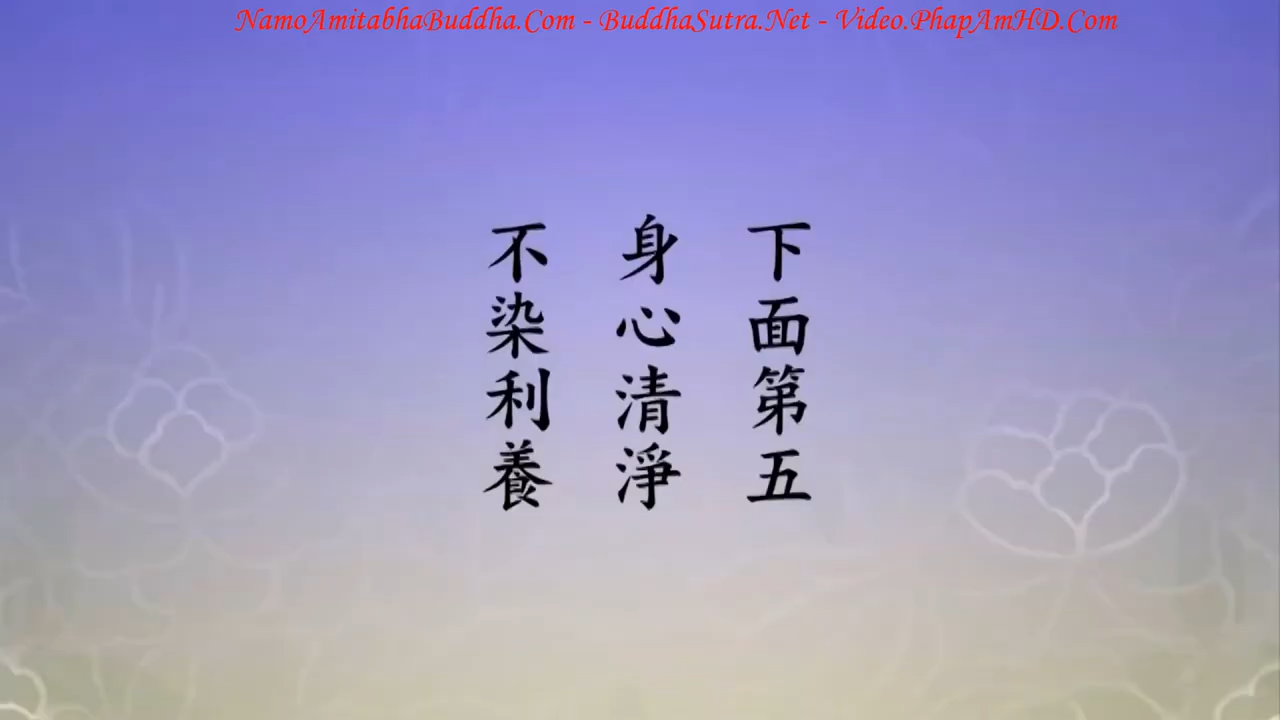 NamoAmitabhaBuddha.Com - BuddhaSutra.Net - Video.PhapAmHD.Com
下面第五
身心清淨
不染利養